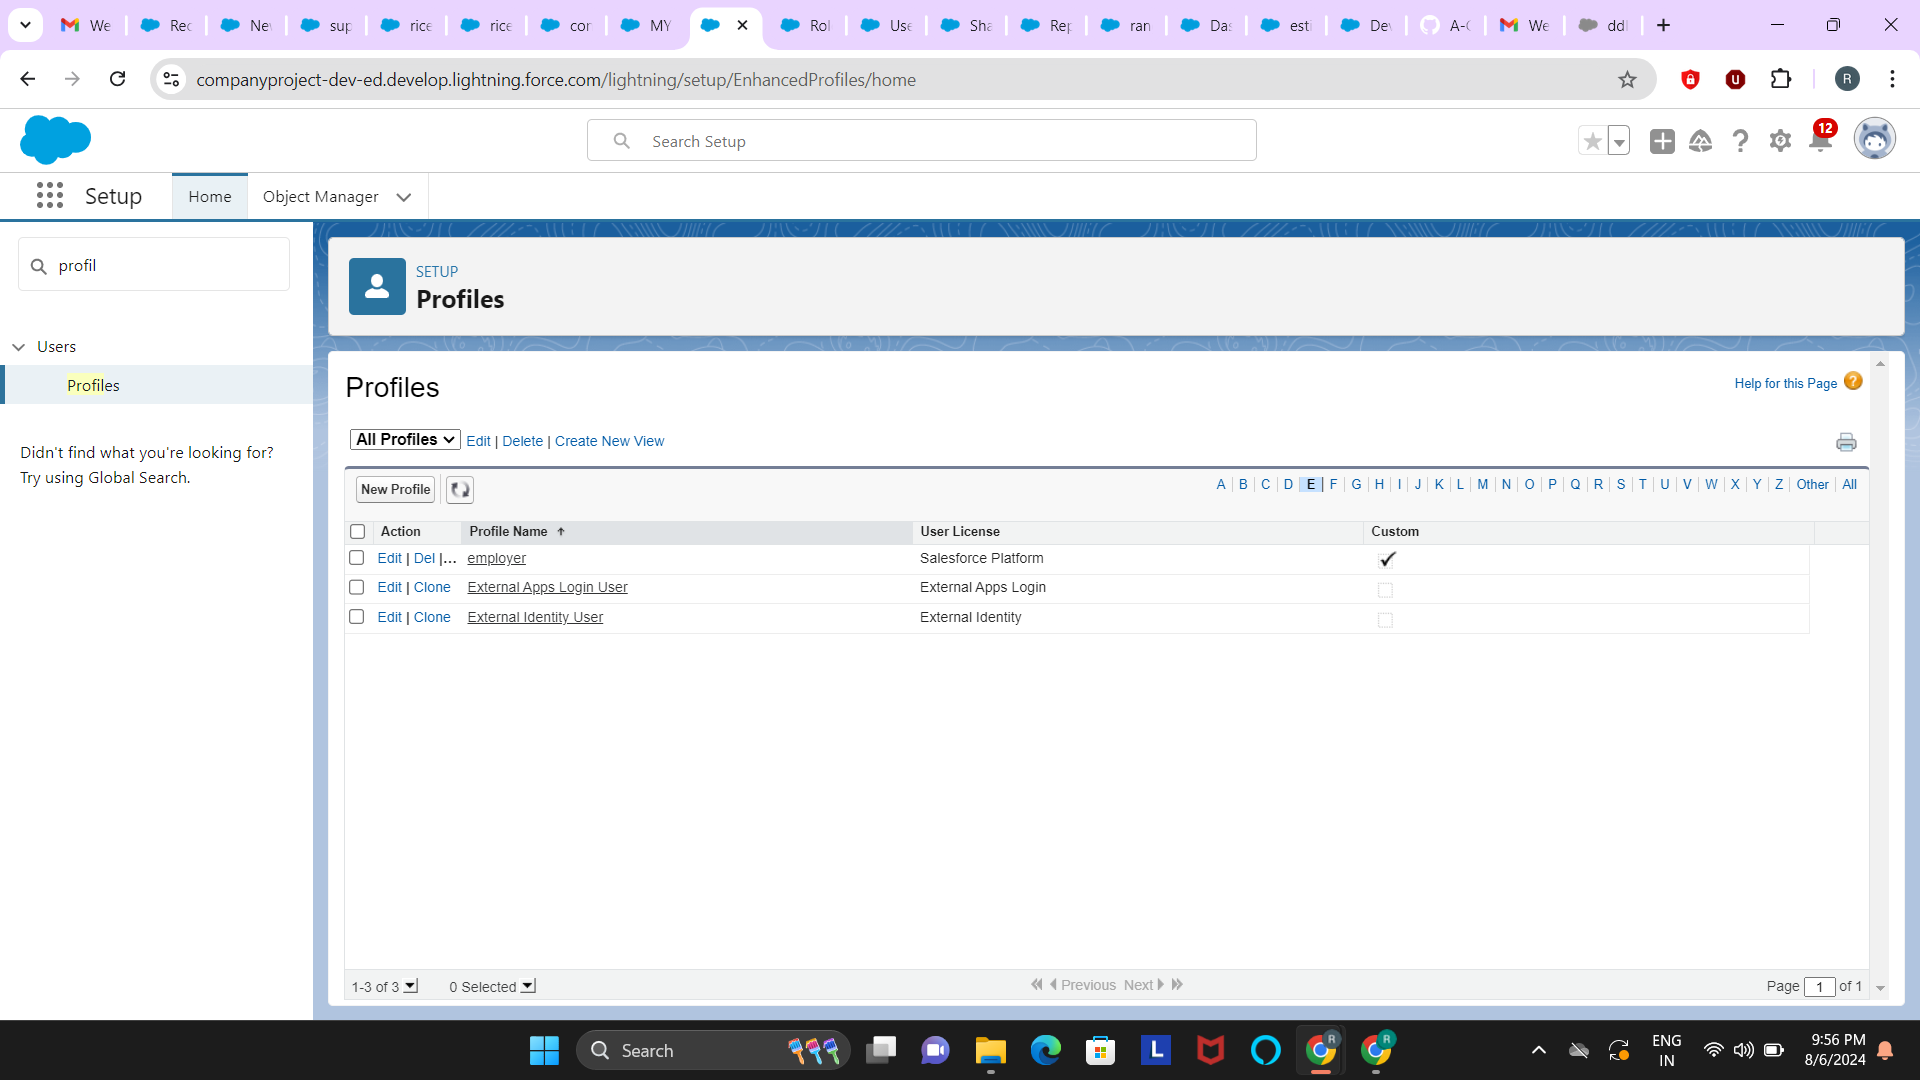 We
Rec
Nev
sup
rice
rice
cor
MY
Rol
Use
Sha
Rep
ran
Das
esti
Dev
A-
We
ddl
companyproject-dev-ed.develop.lightning.force.com/lightning/setup/EnhancedProfiles/home
R
Search Setup
12
Setup
Home
Object Manager
profil
Users
Profiles
Didn't find what you're looking for?
Try using Global Search.
SETUP
Profiles
Profiles
Help for this Page
All Profiles Edit | Delete | Create New View
New Profile
A B C D E F G H I J K L M N O P Q R S T U V W X Y Z Other All
Action Profile Name User License Custom
Edit | Del |... employer Salesforce Platform
Edit | Clone External Apps Login User External Apps Login
Edit | Clone External Identity User External Identity
1-3 of 3 0 Selected Previous Next Page 1 of 1
Search
L
R
R
ENG
IN
9:56 PM
8/6/2024